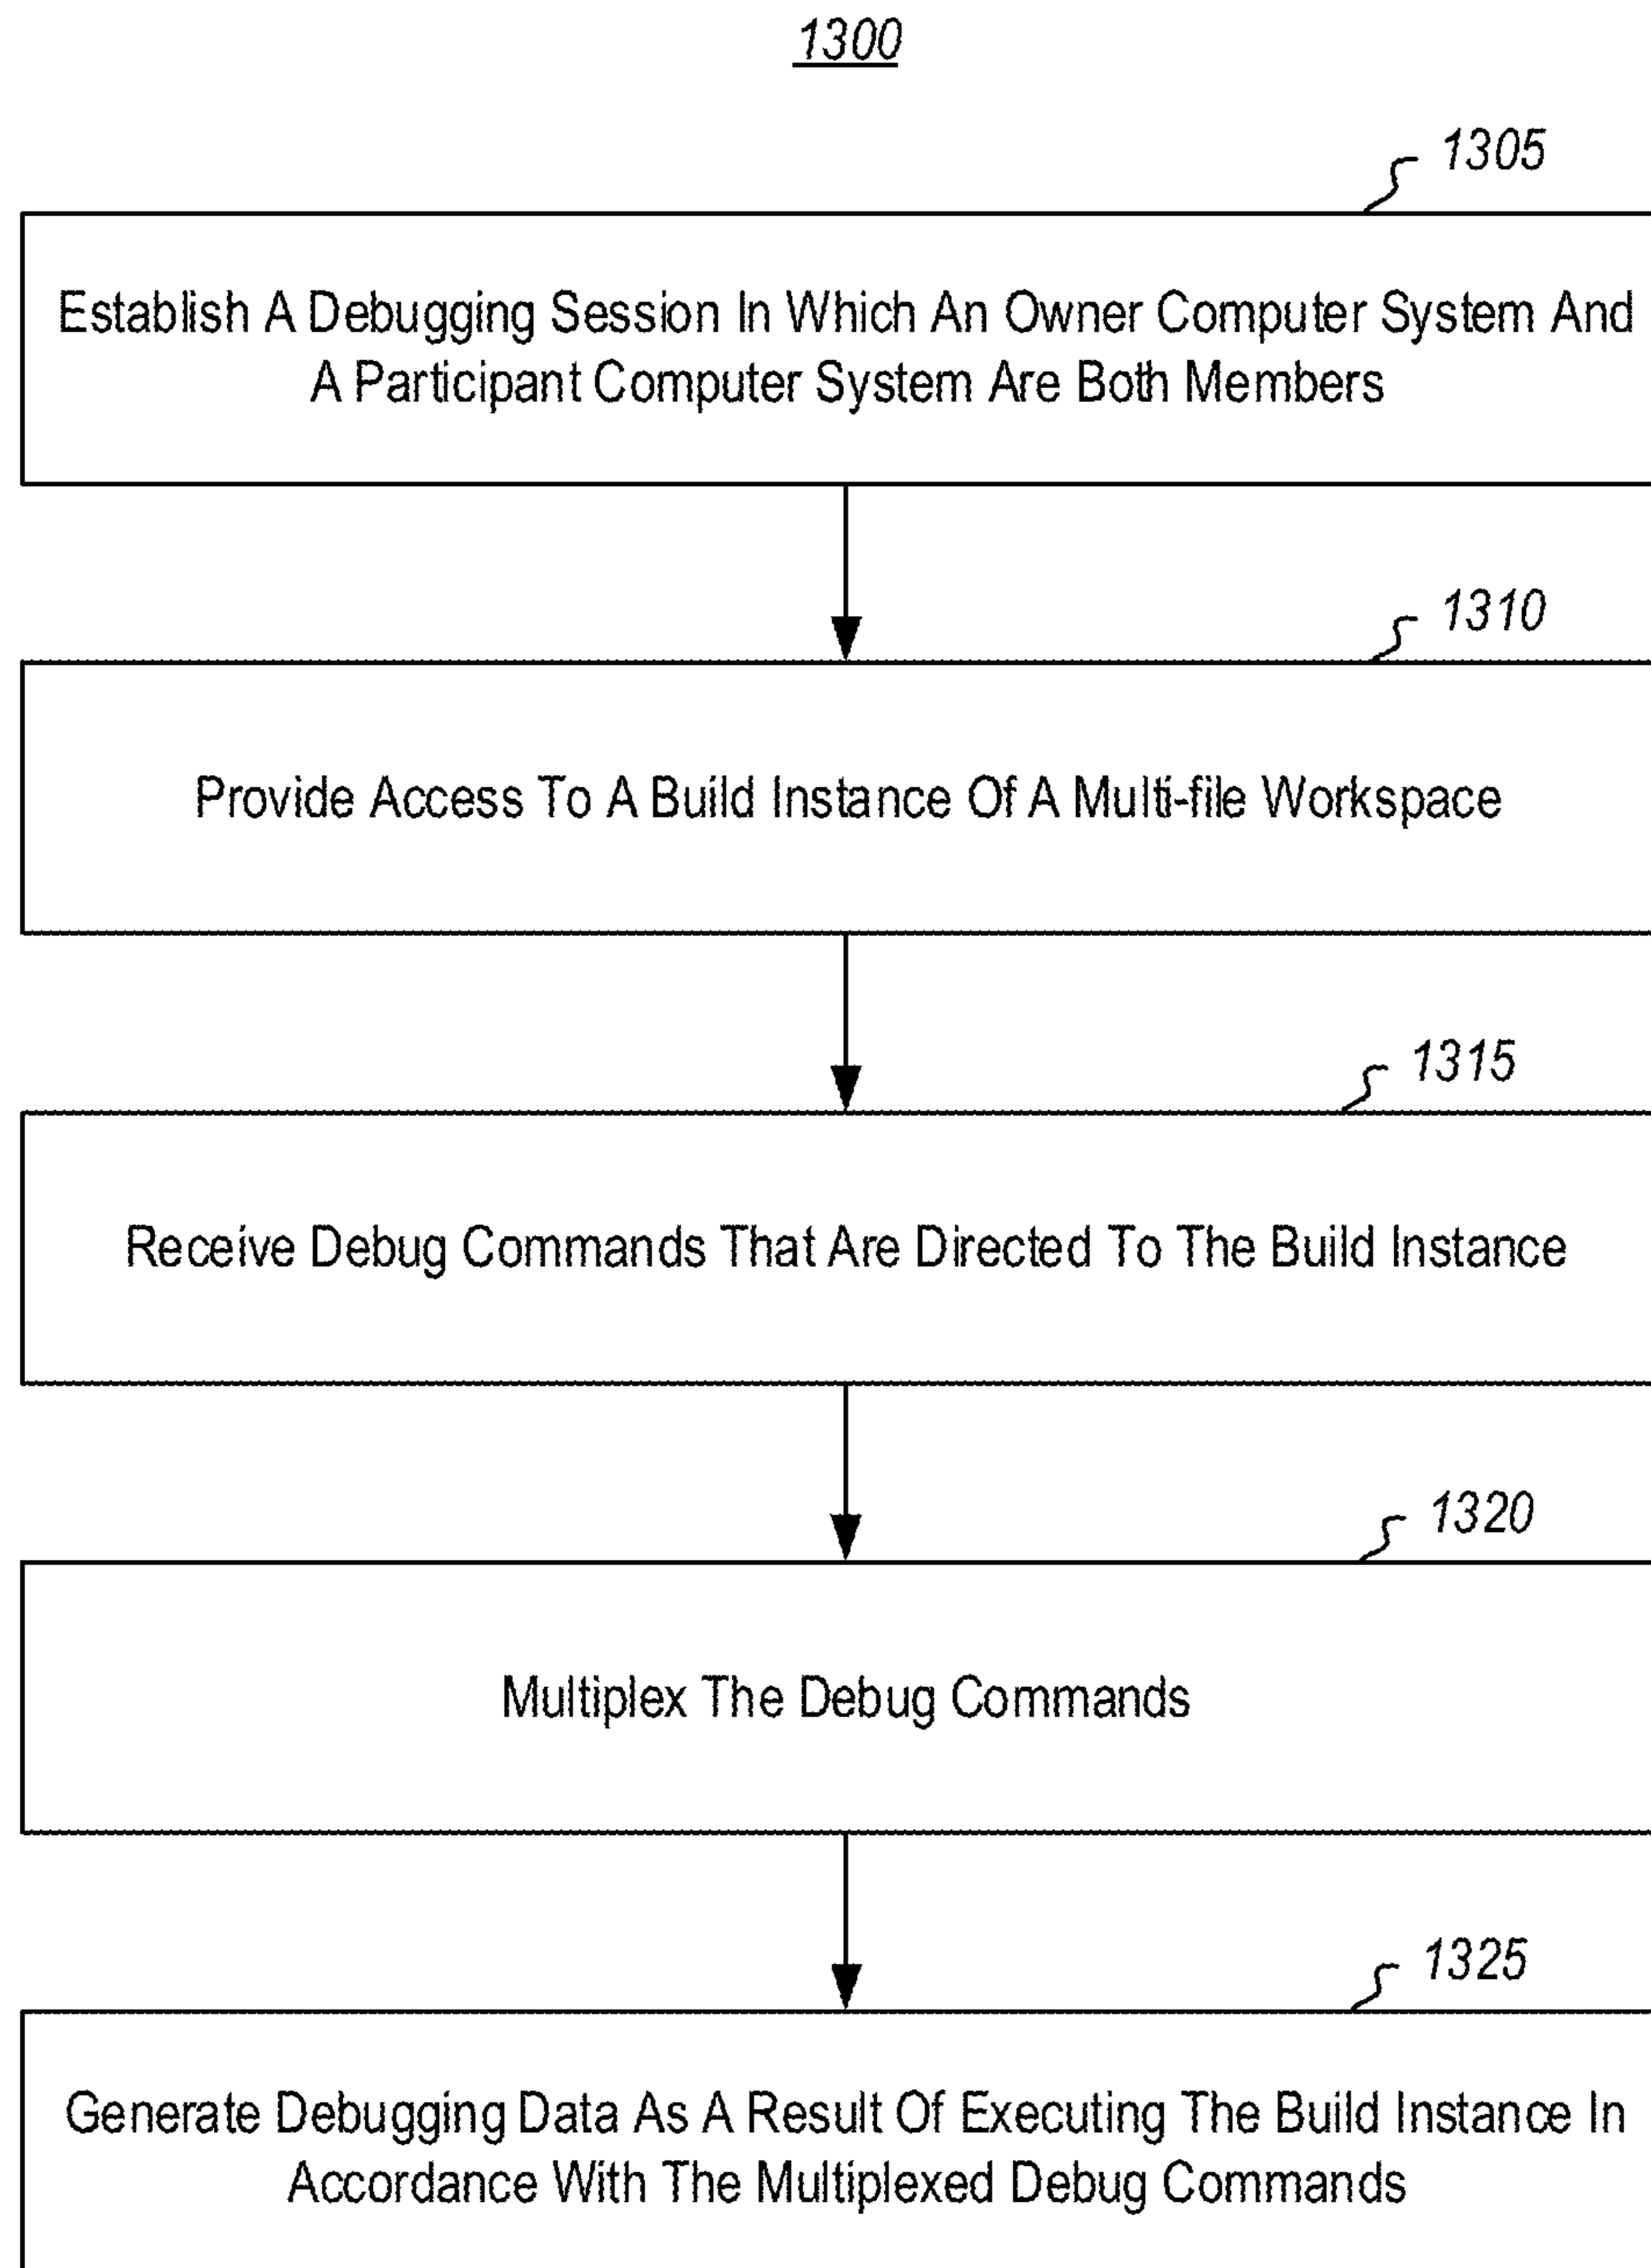 1300
1305
Establish A Debugging Session In Which An Owner Computer System And
A Participant Computer System Are Both Members
1310
Provide Access To A Build Instance Of A Multi-file Workspace
1315
Receive Debug Commands That Are Directed To The Build Instance
1320
Multiplex The Debug Commands
1325
Generate Debugging Data As A Result Of Executing The Build Instance In
Accordance With The Multiplexed Debug Commands